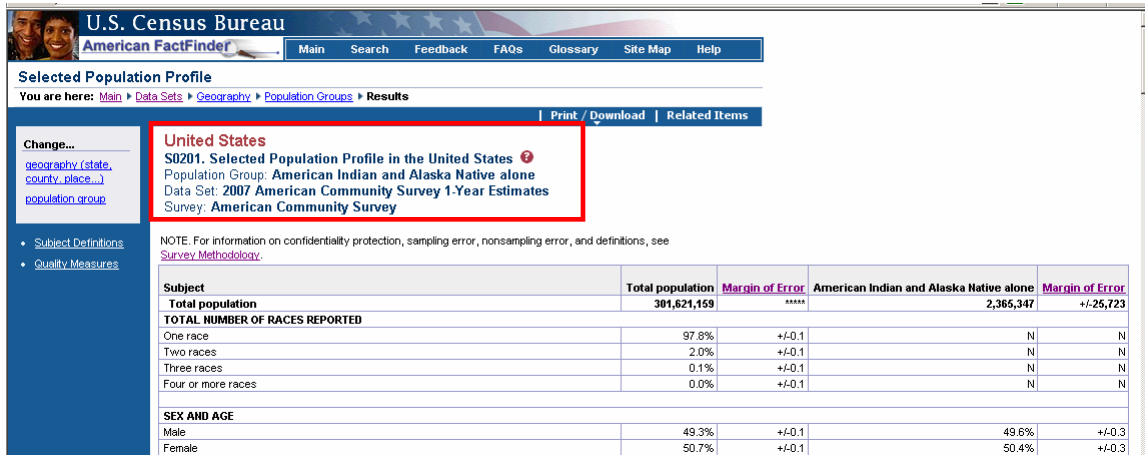 U.S. Census Bureau
American FactFinder
Main Search Feedback FAQs Glossary Site Map Help
Selected Population Profile
You are here: Main ▶ Data Sets ▶ Geography ▶ Population Groups ▶ Results
| Print / Download | Related Items
Change...
geography (state, county, place...)
population group
• Subject Definitions
• Quality Measures
United States
S0201. Selected Population Profile in the United States ?
Population Group: American Indian and Alaska Native alone
Data Set: 2007 American Community Survey 1-Year Estimates
Survey: American Community Survey
NOTE. For information on confidentiality protection, sampling error, nonsampling error, and definitions, see
Survey Methodology.
Subject Total population Margin of Error American Indian and Alaska Native alone Margin of Error
Total population 301,621,159 ***** 2,365,347 +/-25,723
TOTAL NUMBER OF RACES REPORTED
One race 97.8% +/-0.1 N N
Two races 2.0% +/-0.1 N N
Three races 0.1% +/-0.1 N N
Four or more races 0.0% +/-0.1 N N
SEX AND AGE
Male 49.3% +/-0.1 49.6% +/-0.3
Female 50.7% +/-0.1 50.4% +/-0.3